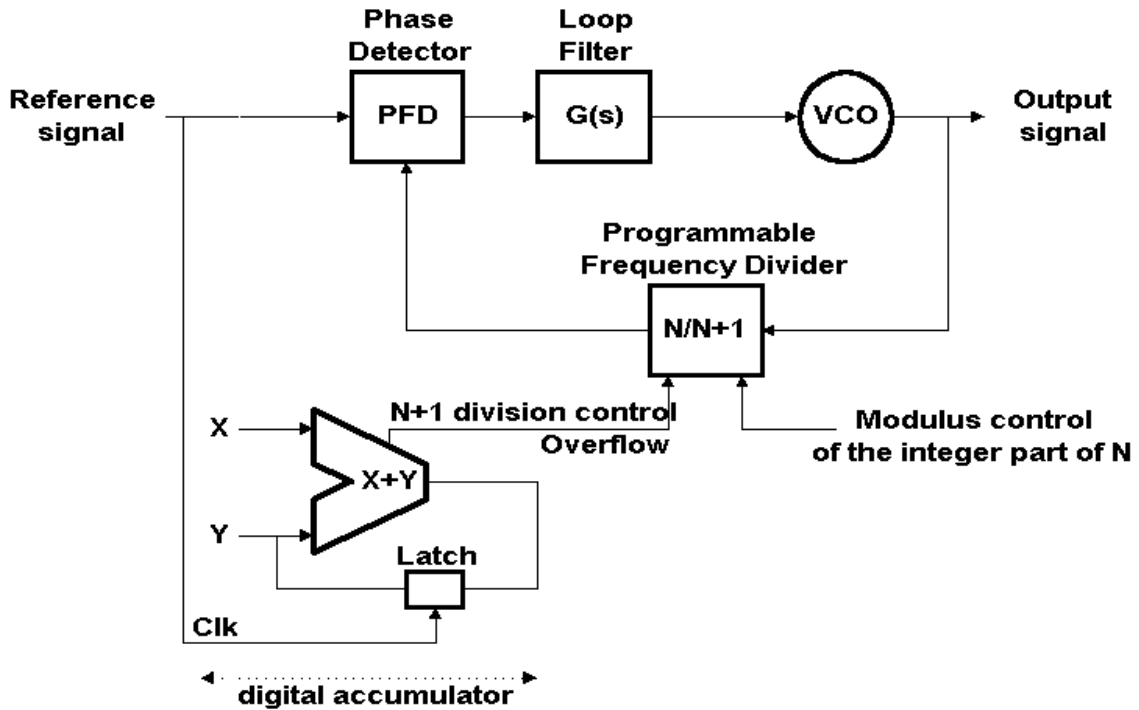 Phase
Detector
Loop
Filter
Reference
signal
PFD
G(s)
VCO
Output
signal
Programmable
Frequency Divider
N/N+1
N+1 division control
Overflow
Modulus control
of the integer part of N
X
X+Y
Y
Latch
Clk
digital accumulator